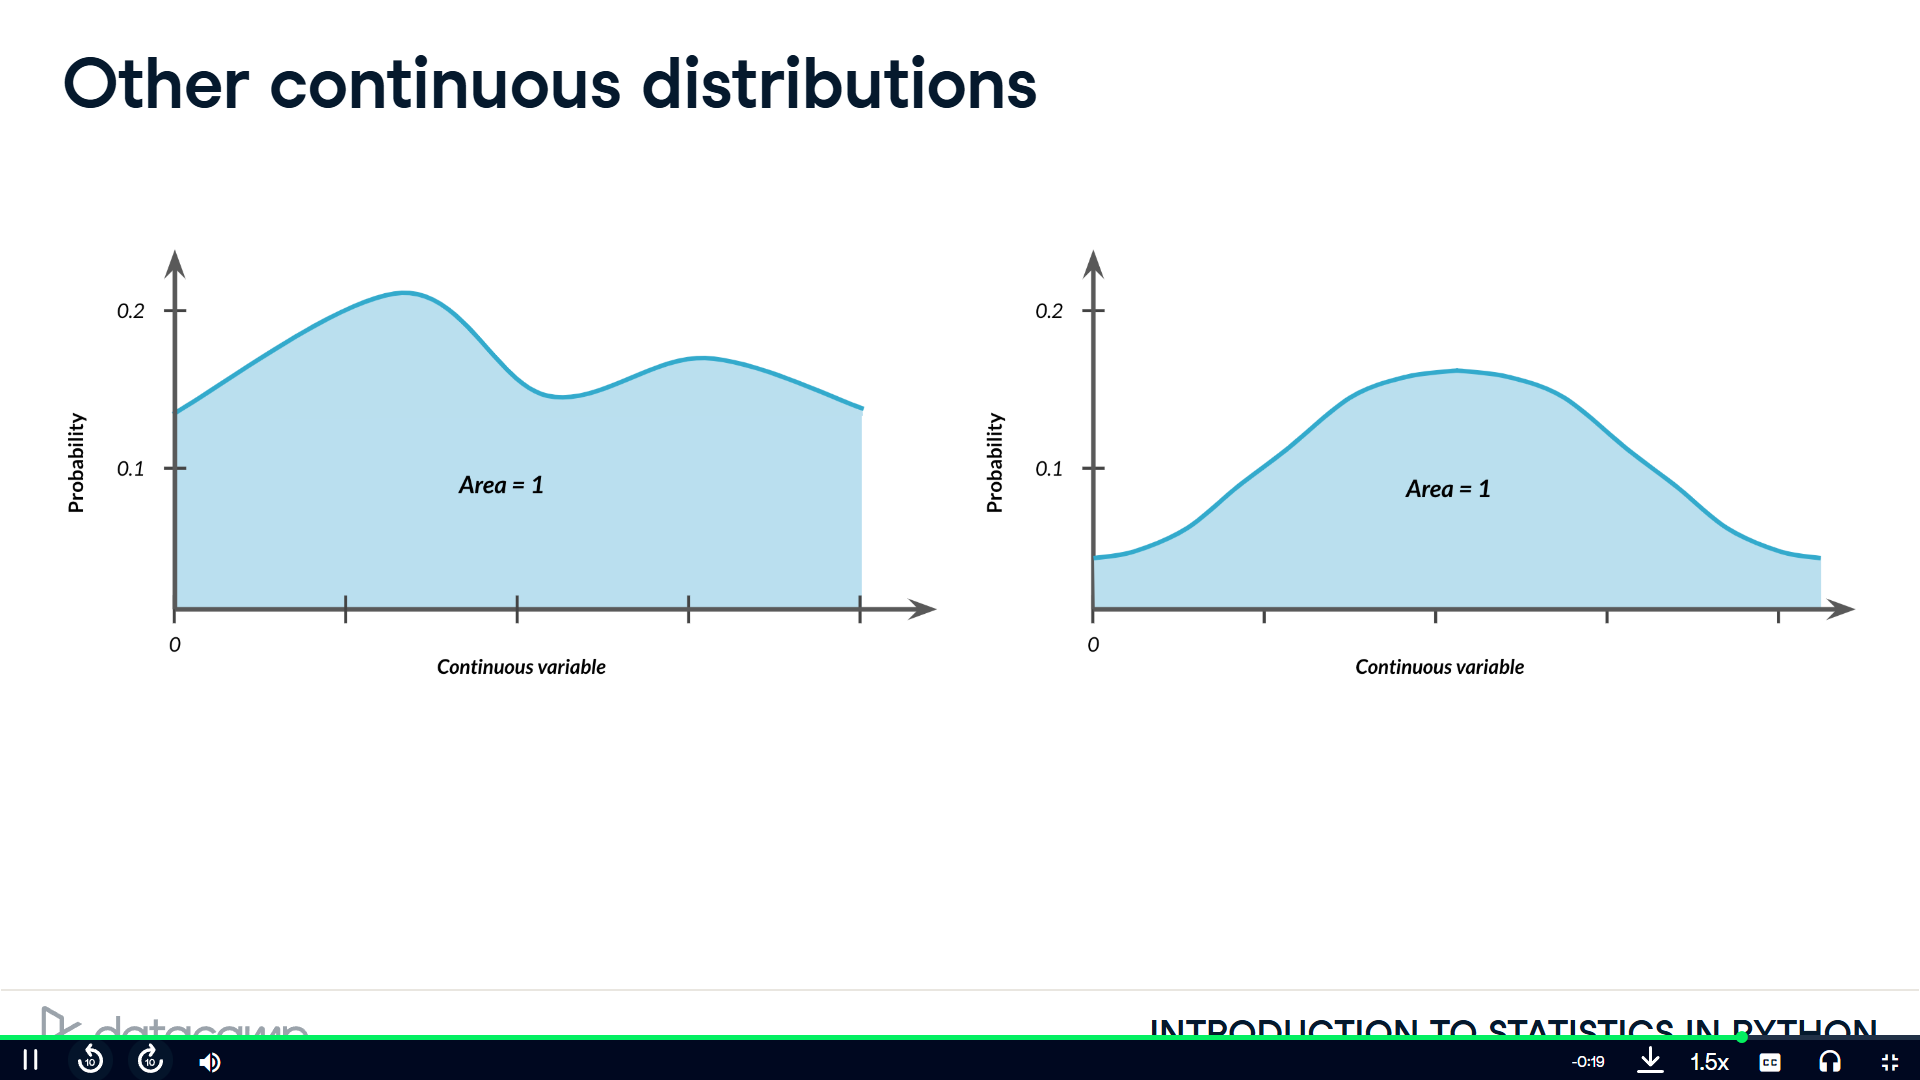 Other continuous distributions
0.2
0.1
Probability
Area = 1
0
Continuous variable
0.2
0.1
Probability
Area = 1
0
Continuous variable
datacamp
INTRODUCTION TO STATISTICS IN PYTHON
10
10
-0:19
1.5x
CC